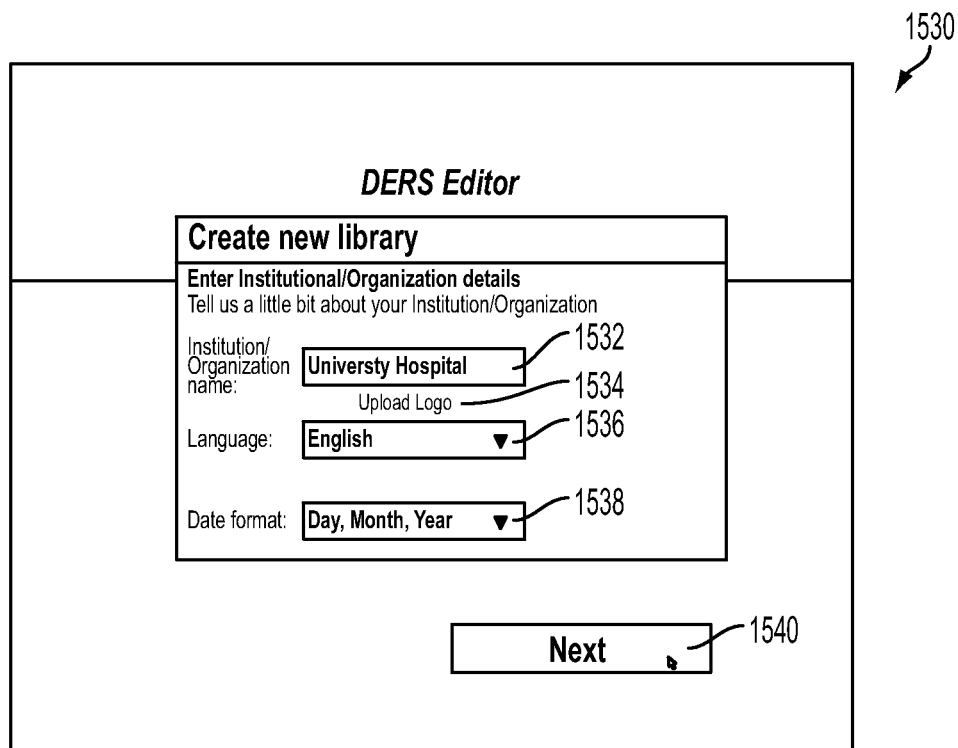 1530
DERS Editor
Create new library
Enter Institutional/Organization details
Tell us a little bit about your Institution/Organization
Institution/
Organization
name:
Universty Hospital
1532
Upload Logo
1534
Language:
English
1536
Date format:
Day, Month, Year
1538
Next
1540